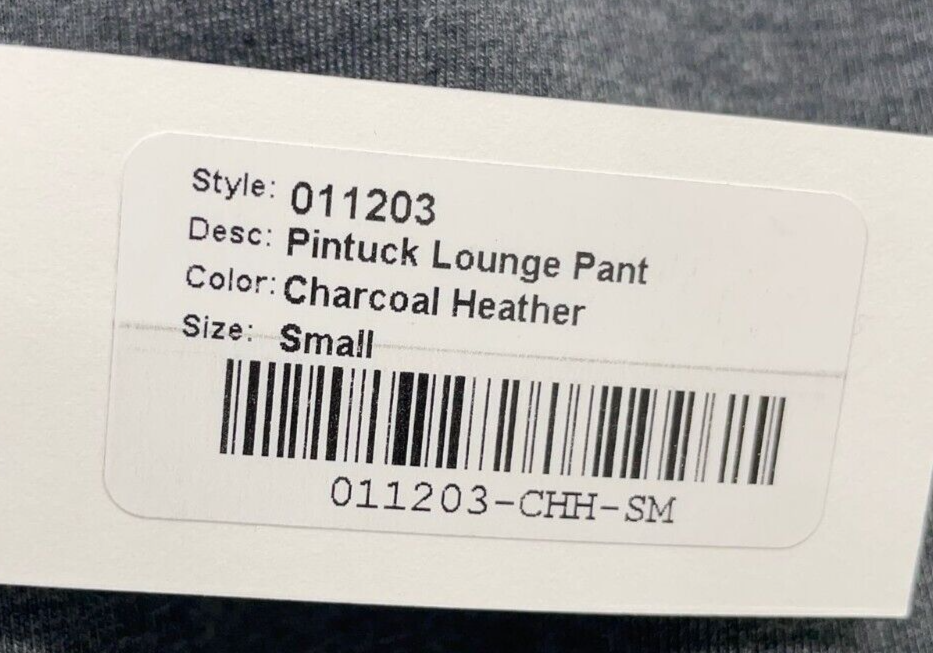 Style: 011203
Desc: Pintuck Lounge Pant
Color: Charcoal Heather
Size: Small
011203-CHH-SM